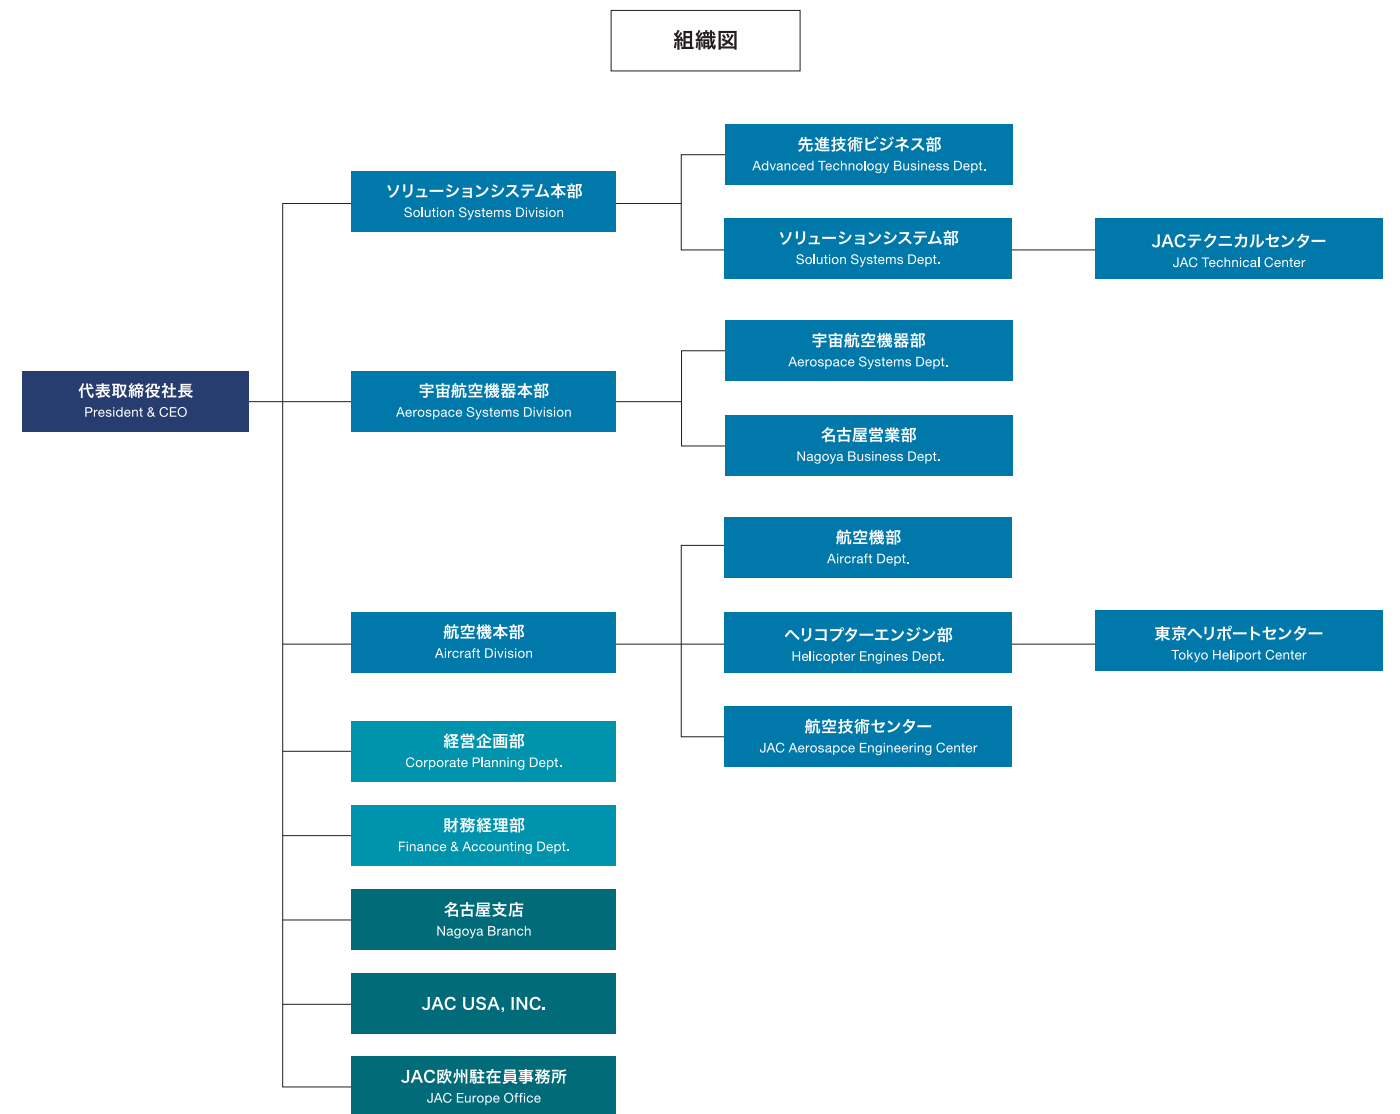 組織図
代表取締役社長
President & CEO
ソリューションシステム本部
Solution Systems Division
先進技術ビジネス部
Advanced Technology Business Dept.
ソリューションシステム部
Solution Systems Dept.
JACテクニカルセンター
JAC Technical Center
宇宙航空機器本部
Aerospace Systems Division
宇宙航空機器部
Aerospace Systems Dept.
名古屋営業部
Nagoya Business Dept.
航空機本部
Aircraft Division
航空機部
Aircraft Dept.
ヘリコプターエンジン部
Helicopter Engines Dept.
東京ヘリポートセンター
Tokyo Heliport Center
航空技術センター
JAC Aerosapce Engineering Center
経営企画部
Corporate Planning Dept.
財務経理部
Finance & Accounting Dept.
名古屋支店
Nagoya Branch
JAC USA, INC.
JAC欧州駐在員事務所
JAC Europe Office